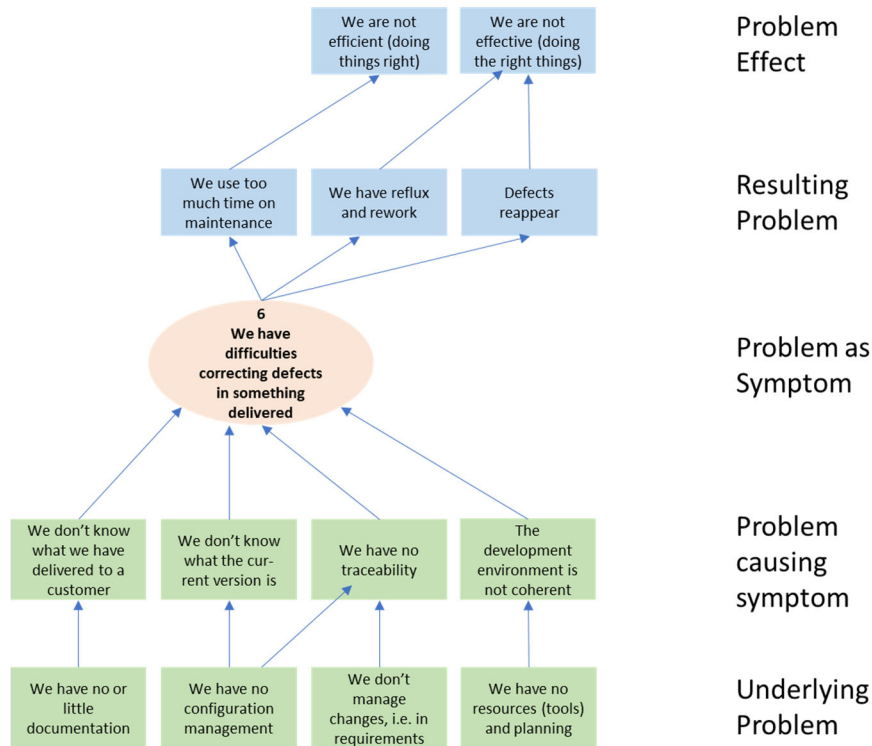 We are not
efficient (doing
things right)
We are not
effective (doing
the right things)
Problem
Effect
We use too
much time on
maintenance
We have reflux
and rework
Defects
reappear
Resulting
Problem
6
We have
difficulties
correcting defects
in something
delivered
Problem as
Symptom
We don't know
what we have
delivered to a
customer
We don't know
what the cur-
rent version is
We have no
traceability
The
development
environment is
not coherent
Problem
causing
symptom
We have no or
little
documentation
We have no
configuration
management
We don't
manage
changes, i.e. in
requirements
We have no
resources (tools)
and planning
Underlying
Problem